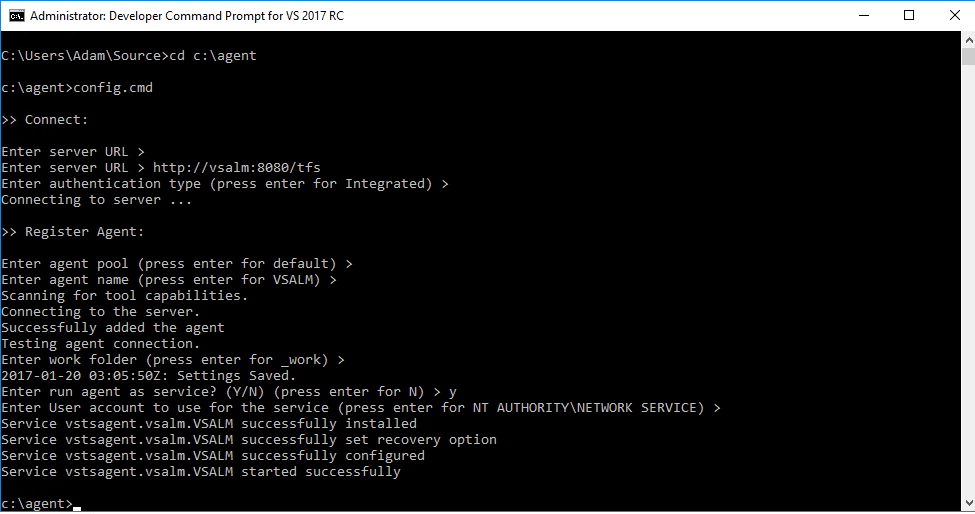 Administrator: Developer Command Prompt for VS 2017 RC
C:\Users\Adam\Source>cd c:\agent
c:\agent>config.cmd
>> Connect:
Enter server URL >
Enter server URL > http://vsalm:8080/tfs
Enter authentication type (press enter for Integrated) >
Connecting to server ...
>> Register Agent:
Enter agent pool (press enter for default) >
Enter agent name (press enter for VSALM) >
Scanning for tool capabilities.
Connecting to the server.
Successfully added the agent
Testing agent connection.
Enter work folder (press enter for _work) >
2017-01-20 03:05:50Z: Settings Saved.
Enter run agent as service? (Y/N) (press enter for N) > y
Enter User account to use for the service (press enter for NT AUTHORITY\NETWORK SERVICE) >
Service vstsagent.vsalm.VSALM successfully installed
Service vstsagent.vsalm.VSALM successfully set recovery option
Service vstsagent.vsalm.VSALM successfully configured
Service vstsagent.vsalm.VSALM started successfully
c:\agent>